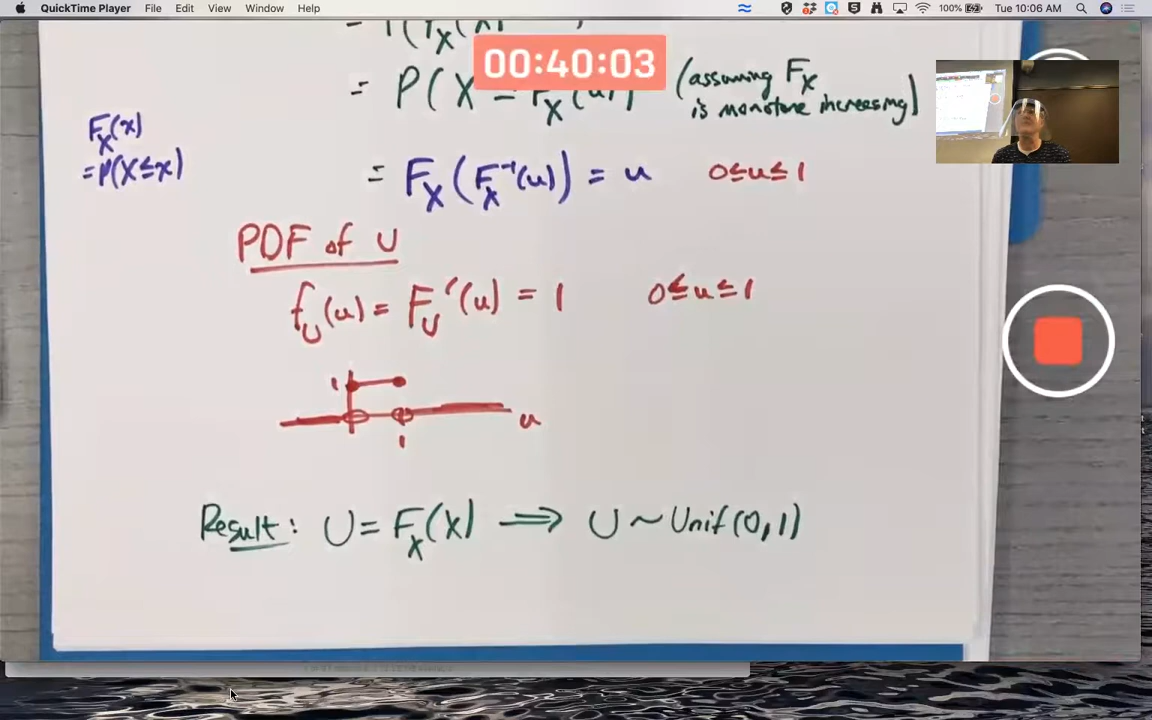 QuickTime Player File Edit View Window Help 100% Tue 10:06 AM
00:40:03
= P(X (assuming F_X
is monotone increasing)
F_X(x)
= P(X≤x)
= F_X(F_X^-1(u)) = u 0≤u≤1
PDF of U
f_U(u) = F_U'(u) = 1 0≤u≤1
1
u
1
Result: U = F_X(X) ⟹ U ~ Unif(0,1)